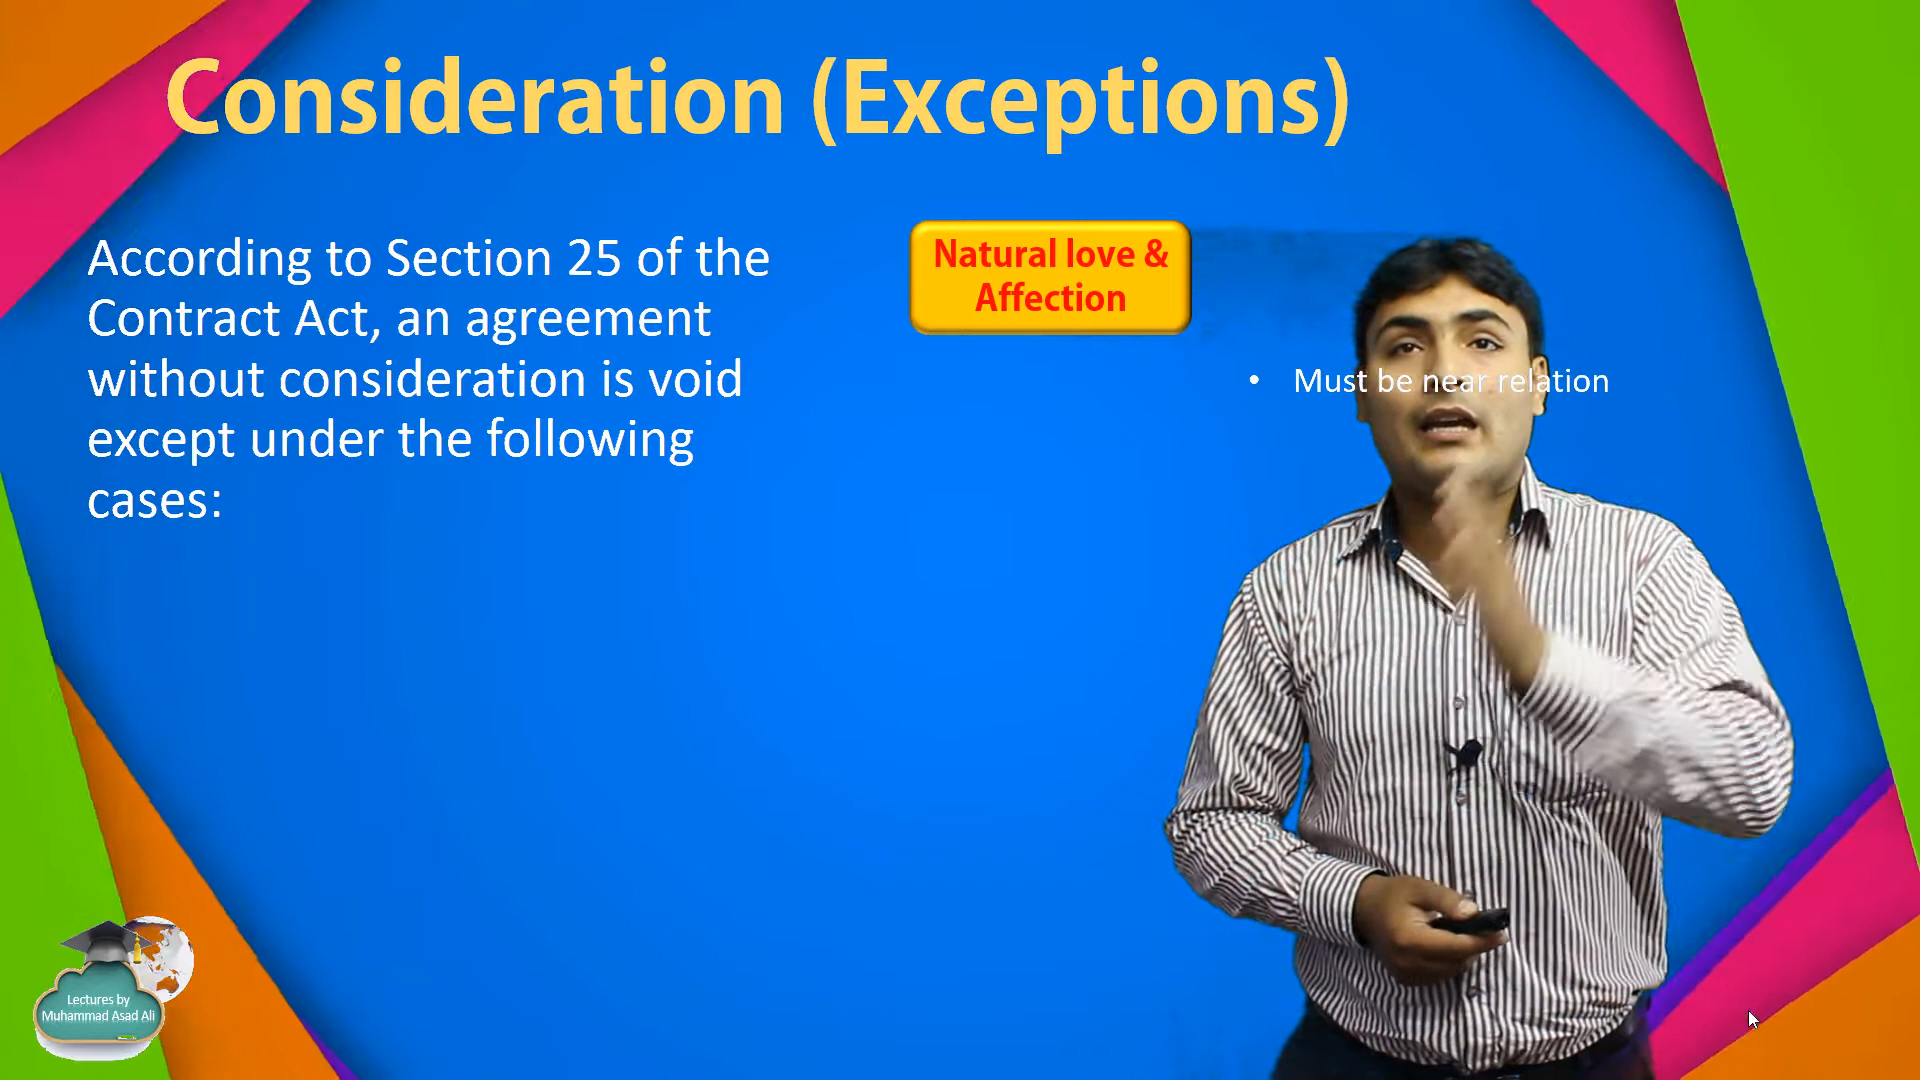 Consideration (Exceptions)
According to Section 25 of the
Contract Act, an agreement
without consideration is void
except under the following
cases:
Natural love &
Affection
• Must be near relation
Lectures by
Muhammad Asad Ali